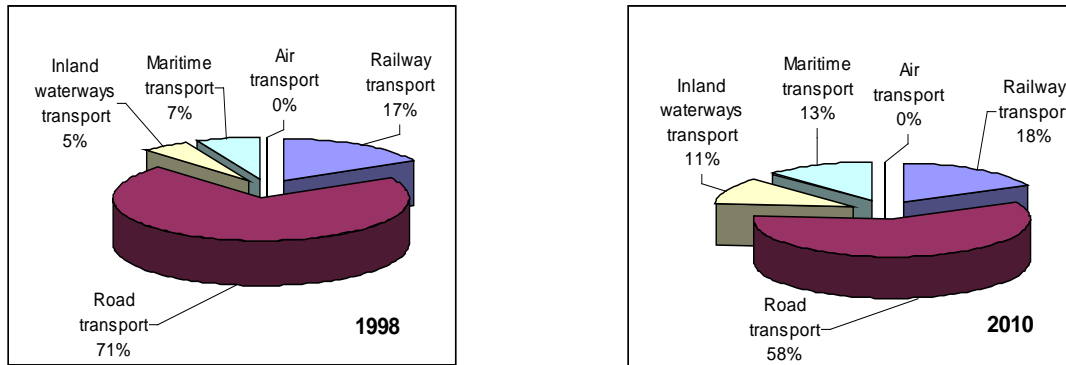 Inland
waterways
transport
5%
Maritime
transport
7%
Air
transport
0%
Railway
transport
17%
Road
transport
71%
1998
Inland
waterways
transport
11%
Maritime
transport
13%
Air
transport
0%
Railway
transport
18%
Road
transport
58%
2010